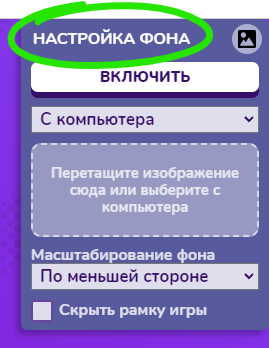 НАСТРОЙКА ФОНА
ВКЛЮЧИТЬ
С компьютера
Перетащите изображение
сюда или выберите с
компьютера
Масштабирование фона
По меньшей стороне
Скрыть рамку игры